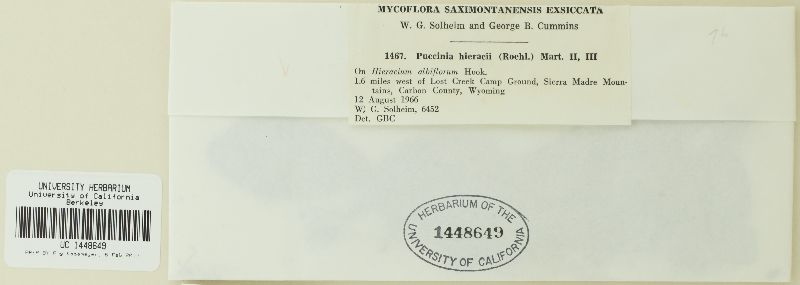 MYCOFLORA SAXIMONTANENSIS EXSICCATA
W. G. Solheim and George B. Cummins
1467. Puccinia hieracii (Roehl.) Mart. II, III
On Hieracium albiflorum Hook.
1.6 miles west of Lost Creek Camp Ground, Sierra Madre Moun-
tains, Carbon County, Wyoming
12 August 1966
W. G. Solheim, 6452
Det. GBC
UNIVERSITY HERBARIUM
University of California
Berkeley
UC 1448649
HERBARIUM OF THE
1448649
UNIVERSITY OF CALIFORNIA